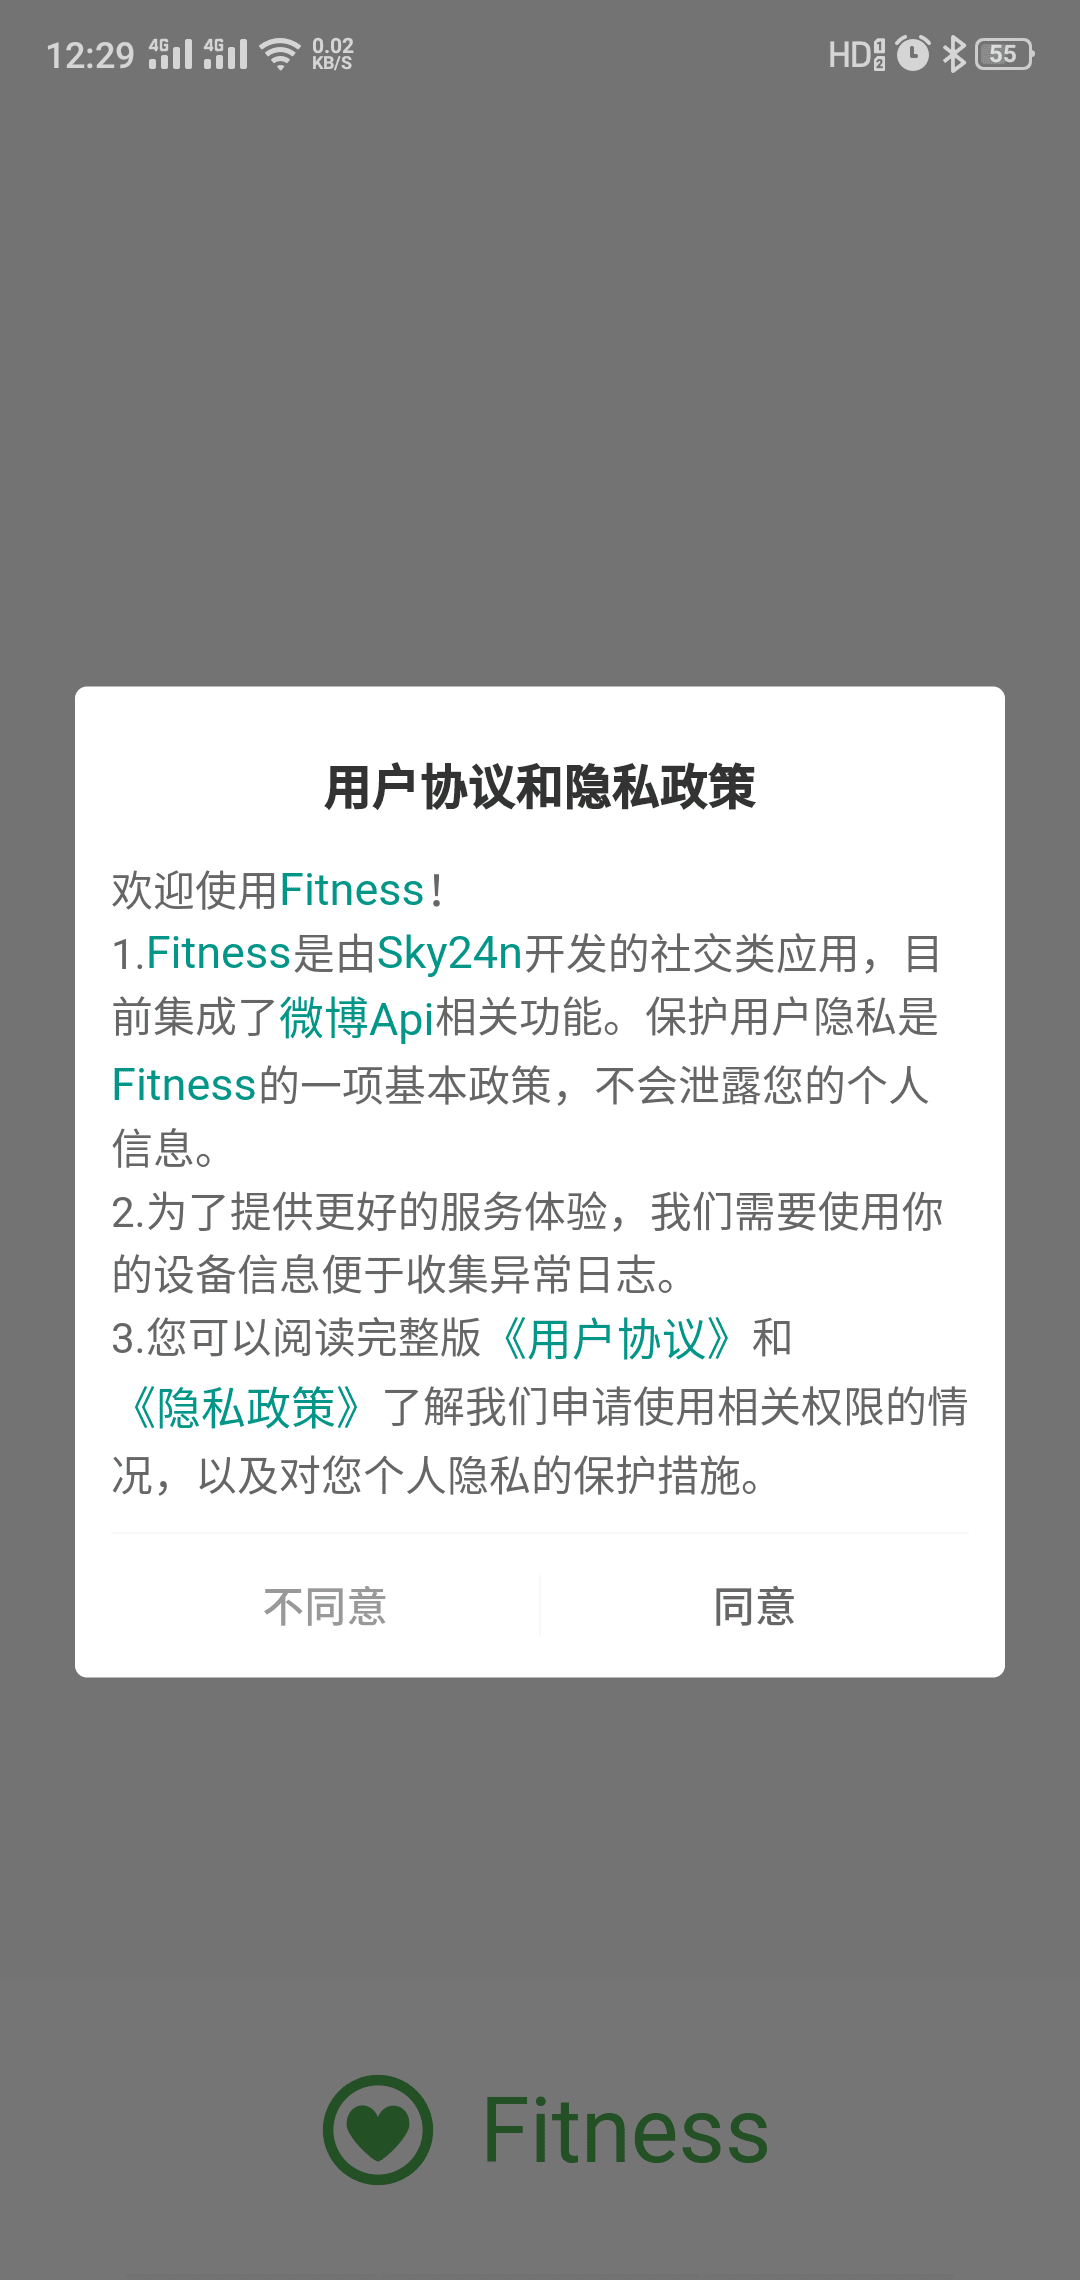 12:29 4G 4G 0.02 KB/S HD 1 2 55
用户协议和隐私政策
欢迎使用Fitness！
1.Fitness是由Sky24n开发的社交类应用，目
前集成了微博Api相关功能。保护用户隐私是
Fitness的一项基本政策，不会泄露您的个人
信息。
2.为了提供更好的服务体验，我们需要使用你
的设备信息便于收集异常日志。
3.您可以阅读完整版《用户协议》和
《隐私政策》了解我们申请使用相关权限的情
况，以及对您个人隐私的保护措施。
不同意 同意
Fitness